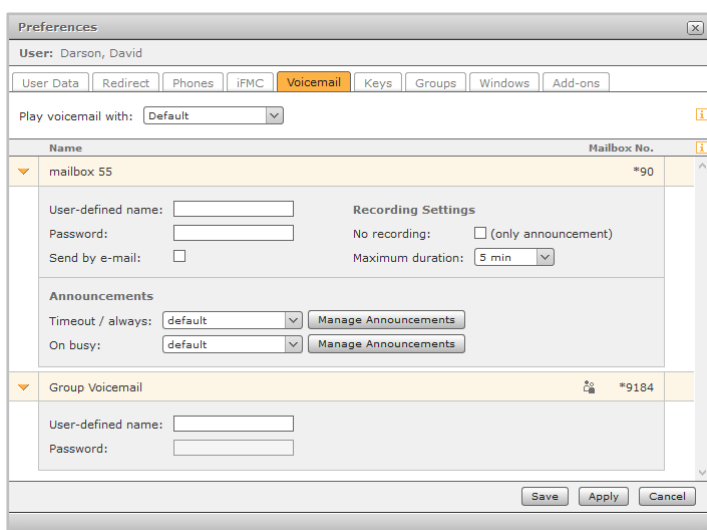 Preferences
User: Darson, David
User Data Redirect Phones iFMC Voicemail Keys Groups Windows Add-ons
Play voicemail with: Default
Name Mailbox No.
mailbox 55 *90
User-defined name: Recording Settings
Password: No recording: (only announcement)
Send by e-mail: Maximum duration: 5 min
Announcements
Timeout / always: default Manage Announcements
On busy: default Manage Announcements
Group Voicemail *9184
User-defined name:
Password:
Save Apply Cancel